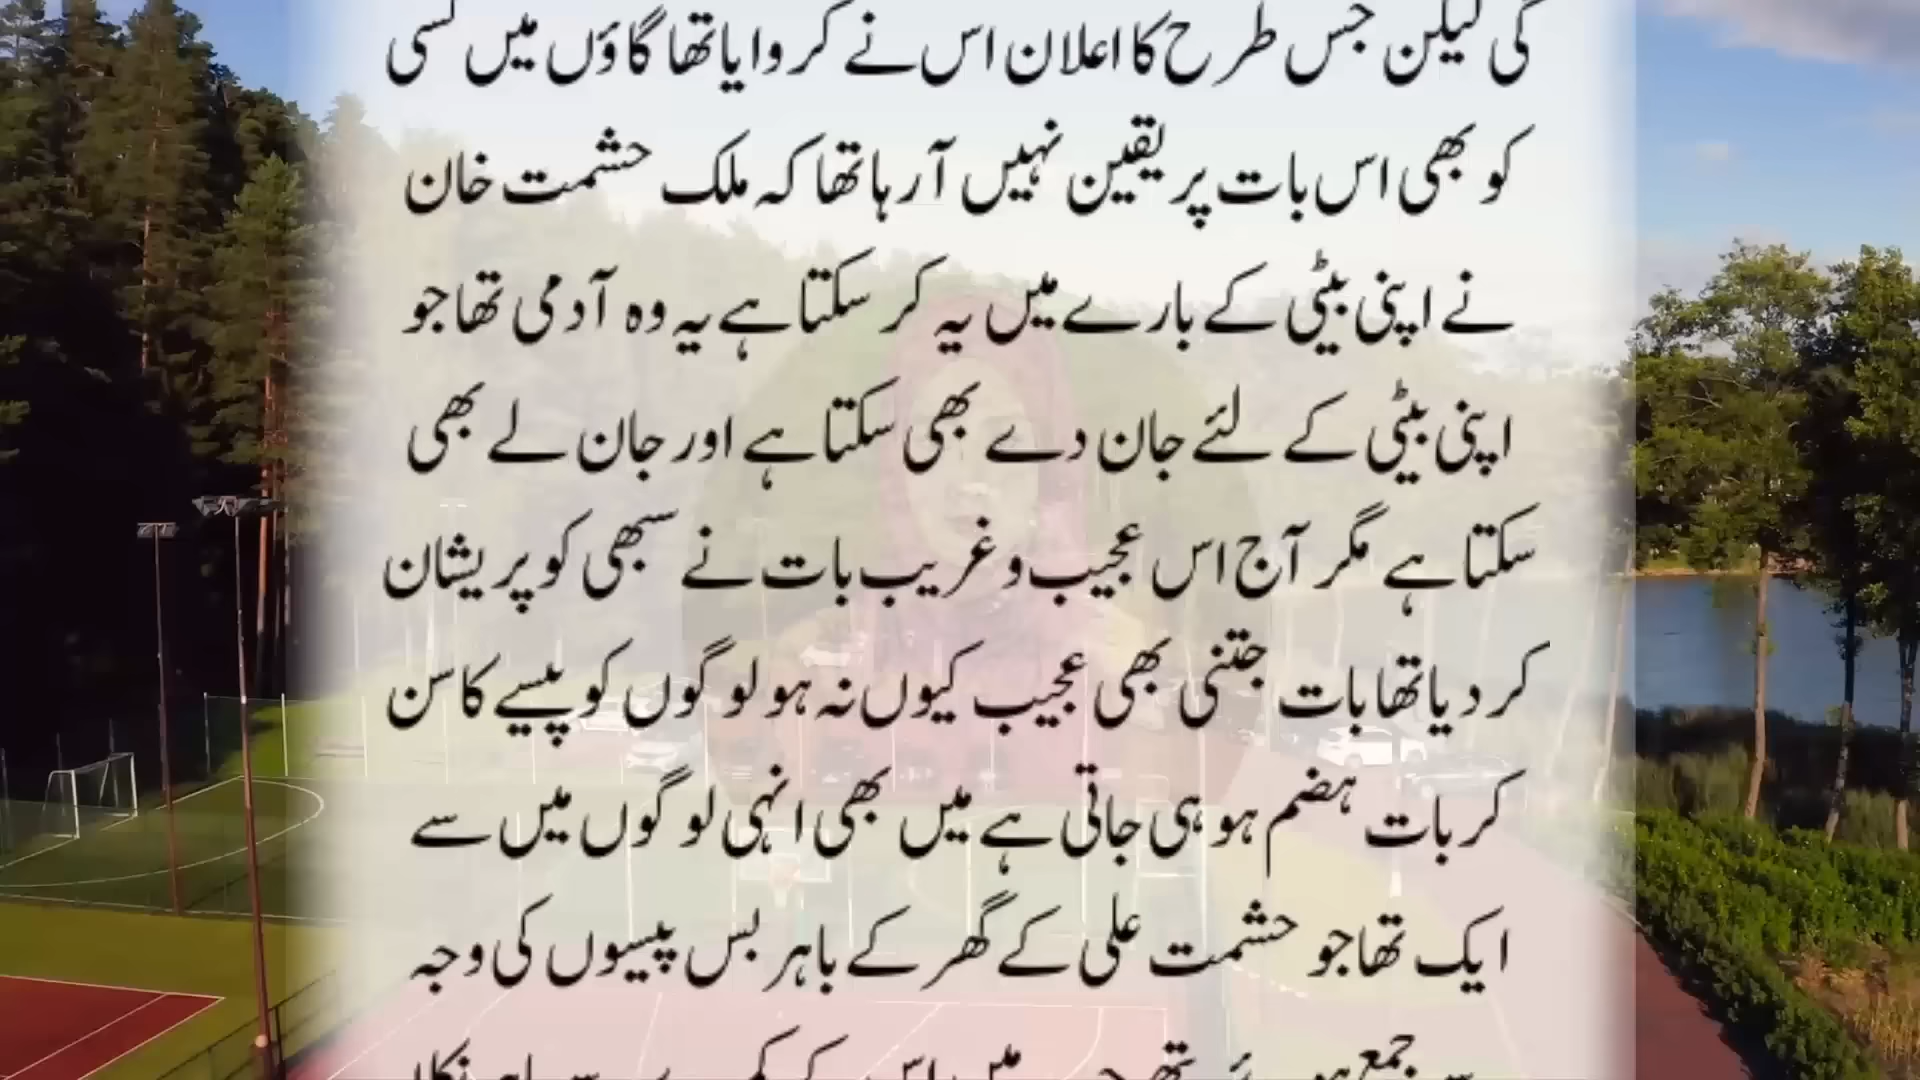 کی لیکن جس طرح کا اعلان اس نے کروایا تھا گاؤں میں کسی
کو بھی اس بات پر یقین نہیں آرہا تھا کہ ملک حشمت خان
نے اپنی بیٹی کے بارے میں یہ کر سکتا ہے یہ وہ آدمی تھا جو
اپنی بیٹی کے لئے جان دے بھی سکتا ہے اور جان لے بھی
سکتا ہے مگر آج اس عجیب و غریب بات نے سبھی کو پریشان
کر دیا تھا بات جتنی بھی عجیب کیوں نہ ہو لوگوں کو پیسے کا سن
کر بات ہضم ہو ہی جاتی ہے میں بھی انہی لوگوں میں سے
ایک تھا جو حشمت علی کے گھر کے باہر بس پیسوں کی وجہ
جمع